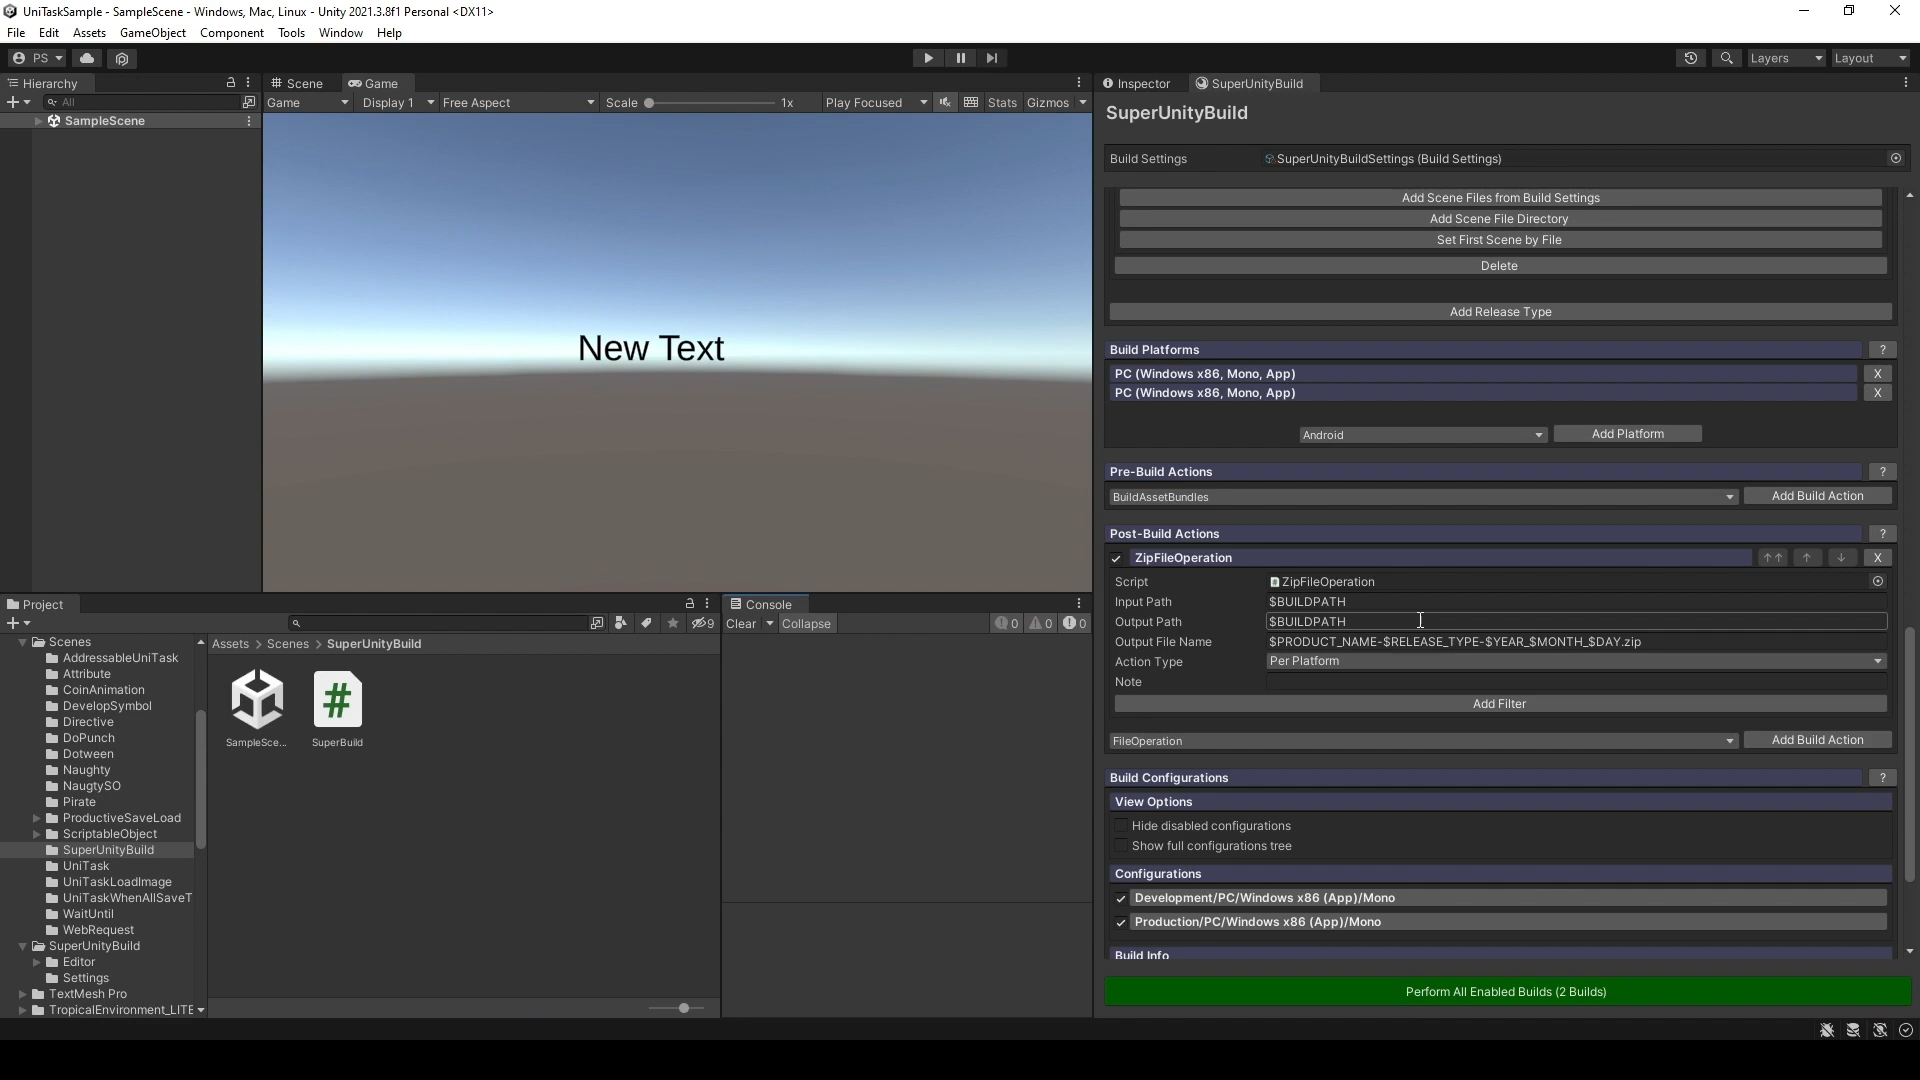 UniTaskSample - SampleScene - Windows, Mac, Linux - Unity 2021.3.8f1 Personal <DX11>
File Edit Assets GameObject Component Tools Window Help
PS Layers Layout
Hierarchy
All
SampleScene
Scene Game
Game Display 1 Free Aspect Scale 1x Play Focused Stats Gizmos
New Text
Project
Scenes
AddressableUniTask
Attribute
CoinAnimation
DevelopSymbol
Directive
DoPunch
Dotween
Naughty
NaugtySO
Pirate
ProductiveSaveLoad
ScriptableObject
SuperUnityBuild
UniTask
UniTaskLoadImage
UniTaskWhenAllSaveT
WaitUntil
WebRequest
SuperUnityBuild
Editor
Settings
TextMesh Pro
TropicalEnvironment_LITE
9
Assets > Scenes > SuperUnityBuild
SampleSce...
#
SuperBuild
Console
Clear Collapse 0 0 0
Inspector SuperUnityBuild
SuperUnityBuild
Build Settings SuperUnityBuildSettings (Build Settings)
Add Scene Files from Build Settings
Add Scene File Directory
Set First Scene by File
Delete
Add Release Type
Build Platforms ?
PC (Windows x86, Mono, App) X
PC (Windows x86, Mono, App) X
Android Add Platform
Pre-Build Actions ?
BuildAssetBundles Add Build Action
Post-Build Actions ?
ZipFileOperation ↑↑ ↑ ↓ X
Script ZipFileOperation
Input Path $BUILDPATH
Output Path $BUILDPATH
Output File Name $PRODUCT_NAME-$RELEASE_TYPE-$YEAR_$MONTH_$DAY.zip
Action Type Per Platform
Note
Add Filter
FileOperation Add Build Action
Build Configurations ?
View Options
Hide disabled configurations
Show full configurations tree
Configurations
Development/PC/Windows x86 (App)/Mono
Production/PC/Windows x86 (App)/Mono
Build Info
Perform All Enabled Builds (2 Builds)